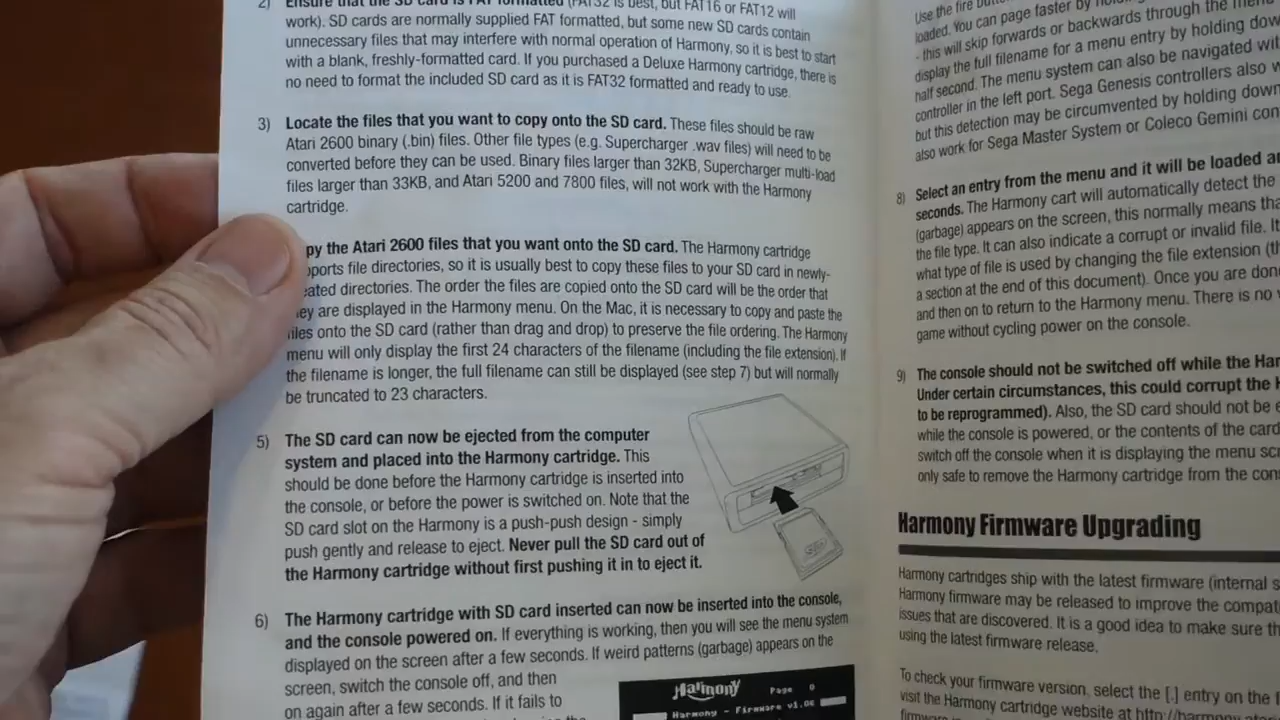 2) Ensure that the SD card is FAT formatted (FAT32 is best, but FAT16 or FAT12 will
work). SD cards are normally supplied FAT formatted, but some new SD cards contain
unnecessary files that may interfere with normal operation of Harmony, so it is best to start
with a blank, freshly-formatted card. If you purchased a Deluxe Harmony cartridge, there is
no need to format the included SD card as it is FAT32 formatted and ready to use.
3) Locate the files that you want to copy onto the SD card. These files should be raw
Atari 2600 binary (.bin) files. Other file types (e.g. Supercharger .wav files) will need to be
converted before they can be used. Binary files larger than 32KB, Supercharger multi-load
files larger than 33KB, and Atari 5200 and 7800 files, will not work with the Harmony
cartridge.
py the Atari 2600 files that you want onto the SD card. The Harmony cartridge
pports file directories, so it is usually best to copy these files to your SD card in newly-
ated directories. The order the files are copied onto the SD card will be the order that
ey are displayed in the Harmony menu. On the Mac, it is necessary to copy and paste the
iles onto the SD card (rather than drag and drop) to preserve the file ordering. The Harmony
menu will only display the first 24 characters of the filename (including the file extension). If
the filename is longer, the full filename can still be displayed (see step 7) but will normally
be truncated to 23 characters.
5) The SD card can now be ejected from the computer
system and placed into the Harmony cartridge. This
should be done before the Harmony cartridge is inserted into
the console, or before the power is switched on. Note that the
SD card slot on the Harmony is a push-push design - simply
push gently and release to eject. Never pull the SD card out of
the Harmony cartridge without first pushing it in to eject it.
6) The Harmony cartridge with SD card inserted can now be inserted into the console,
and the console powered on. If everything is working, then you will see the menu system
displayed on the screen after a few seconds. If weird patterns (garbage) appears on the
screen, switch the console off, and then
on again after a few seconds. If it fails to
Harmony Page 0
Harmony - Firmware v1.06
Use the fire
loaded. You can page faster by
- this will skip forwards or backwards through the menu
display the full filename for a menu entry by holding dow
half second. The menu system can also be navigated wit
controller in the left port. Sega Genesis controllers also w
but this detection may be circumvented by holding down
also work for Sega Master System or Coleco Gemini con
8) Select an entry from the menu and it will be loaded a
seconds. The Harmony cart will automatically detect the
(garbage) appears on the screen, this normally means tha
the file type. It can also indicate a corrupt or invalid file. It
what type of file is used by changing the file extension (t
a section at the end of this document). Once you are don
and then on to return to the Harmony menu. There is no
game without cycling power on the console.
9) The console should not be switched off while the Har
Under certain circumstances, this could corrupt the H
to be reprogrammed). Also, the SD card should not be e
while the console is powered, or the contents of the card
switch off the console when it is displaying the menu scr
only safe to remove the Harmony cartridge from the con
Harmony Firmware Upgrading
Harmony cartridges ship with the latest firmware (internal s
Harmony firmware may be released to improve the compat
issues that are discovered. It is a good idea to make sure th
using the latest firmware release.
To check your firmware version, select the [.] entry on the
visit the Harmony cartridge website at http://harmony.ata